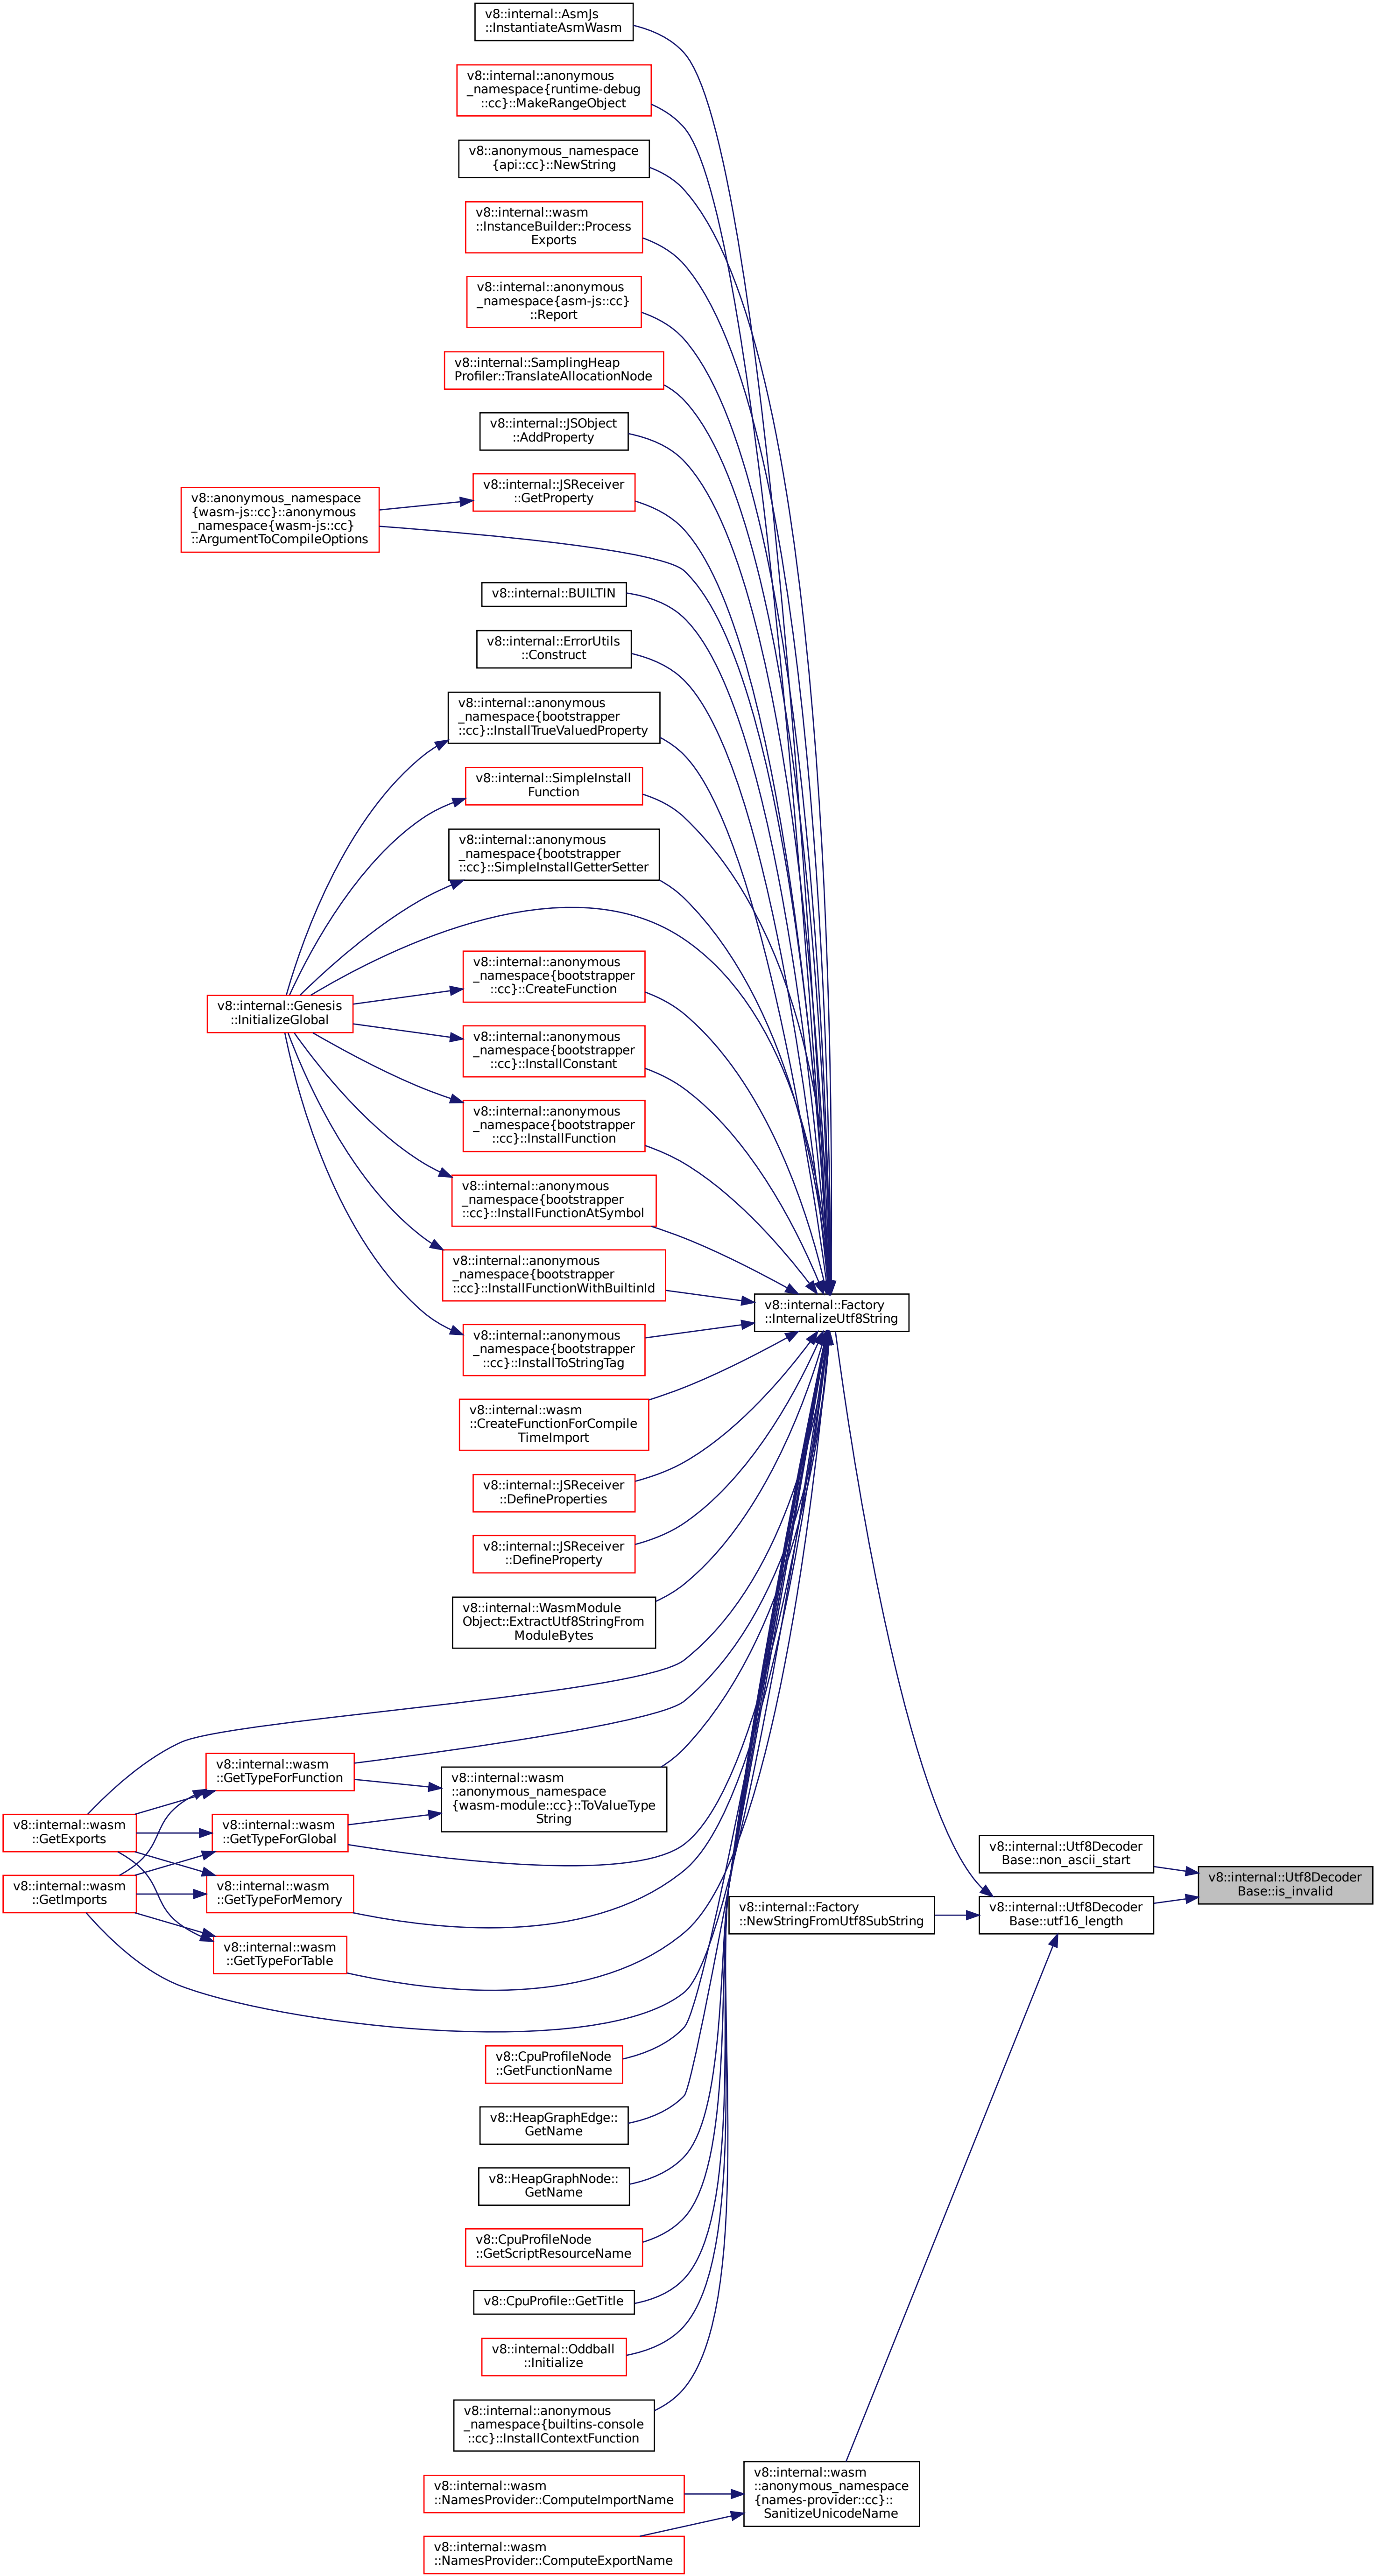 v8::internal::AsmJs
::InstantiateAsmWasm
v8::internal::anonymous
_namespace{runtime-debug
::cc}::MakeRangeObject
v8::anonymous_namespace
{api::cc}::NewString
v8::internal::wasm
::InstanceBuilder::Process
Exports
v8::internal::anonymous
_namespace{asm-js::cc}
::Report
v8::internal::SamplingHeap
Profiler::TranslateAllocationNode
v8::internal::JSObject
::AddProperty
v8::internal::JSReceiver
::GetProperty
v8::anonymous_namespace
{wasm-js::cc}::anonymous
_namespace{wasm-js::cc}
::ArgumentToCompileOptions
v8::internal::BUILTIN
v8::internal::ErrorUtils
::Construct
v8::internal::anonymous
_namespace{bootstrapper
::cc}::InstallTrueValuedProperty
v8::internal::SimpleInstall
Function
v8::internal::anonymous
_namespace{bootstrapper
::cc}::SimpleInstallGetterSetter
v8::internal::anonymous
_namespace{bootstrapper
::cc}::CreateFunction
v8::internal::Genesis
::InitializeGlobal
v8::internal::anonymous
_namespace{bootstrapper
::cc}::InstallConstant
v8::internal::anonymous
_namespace{bootstrapper
::cc}::InstallFunction
v8::internal::anonymous
_namespace{bootstrapper
::cc}::InstallFunctionAtSymbol
v8::internal::anonymous
_namespace{bootstrapper
::cc}::InstallFunctionWithBuiltinId
v8::internal::Factory
::InternalizeUtf8String
v8::internal::anonymous
_namespace{bootstrapper
::cc}::InstallToStringTag
v8::internal::wasm
::CreateFunctionForCompile
TimeImport
v8::internal::JSReceiver
::DefineProperties
v8::internal::JSReceiver
::DefineProperty
v8::internal::WasmModule
Object::ExtractUtf8StringFrom
ModuleBytes
v8::internal::wasm
::GetTypeForFunction
v8::internal::wasm
::anonymous_namespace
{wasm-module::cc}::ToValueType
String
v8::internal::wasm
::GetExports
v8::internal::wasm
::GetTypeForGlobal
v8::internal::Utf8Decoder
Base::non_ascii_start
v8::internal::Utf8Decoder
Base::is_invalid
v8::internal::wasm
::GetImports
v8::internal::wasm
::GetTypeForMemory
v8::internal::Factory
::NewStringFromUtf8SubString
v8::internal::Utf8Decoder
Base::utf16_length
v8::internal::wasm
::GetTypeForTable
v8::CpuProfileNode
::GetFunctionName
v8::HeapGraphEdge::
GetName
v8::HeapGraphNode::
GetName
v8::CpuProfileNode
::GetScriptResourceName
v8::CpuProfile::GetTitle
v8::internal::Oddball
::Initialize
v8::internal::anonymous
_namespace{builtins-console
::cc}::InstallContextFunction
v8::internal::wasm
::anonymous_namespace
{names-provider::cc}::
SanitizeUnicodeName
v8::internal::wasm
::NamesProvider::ComputeImportName
v8::internal::wasm
::NamesProvider::ComputeExportName